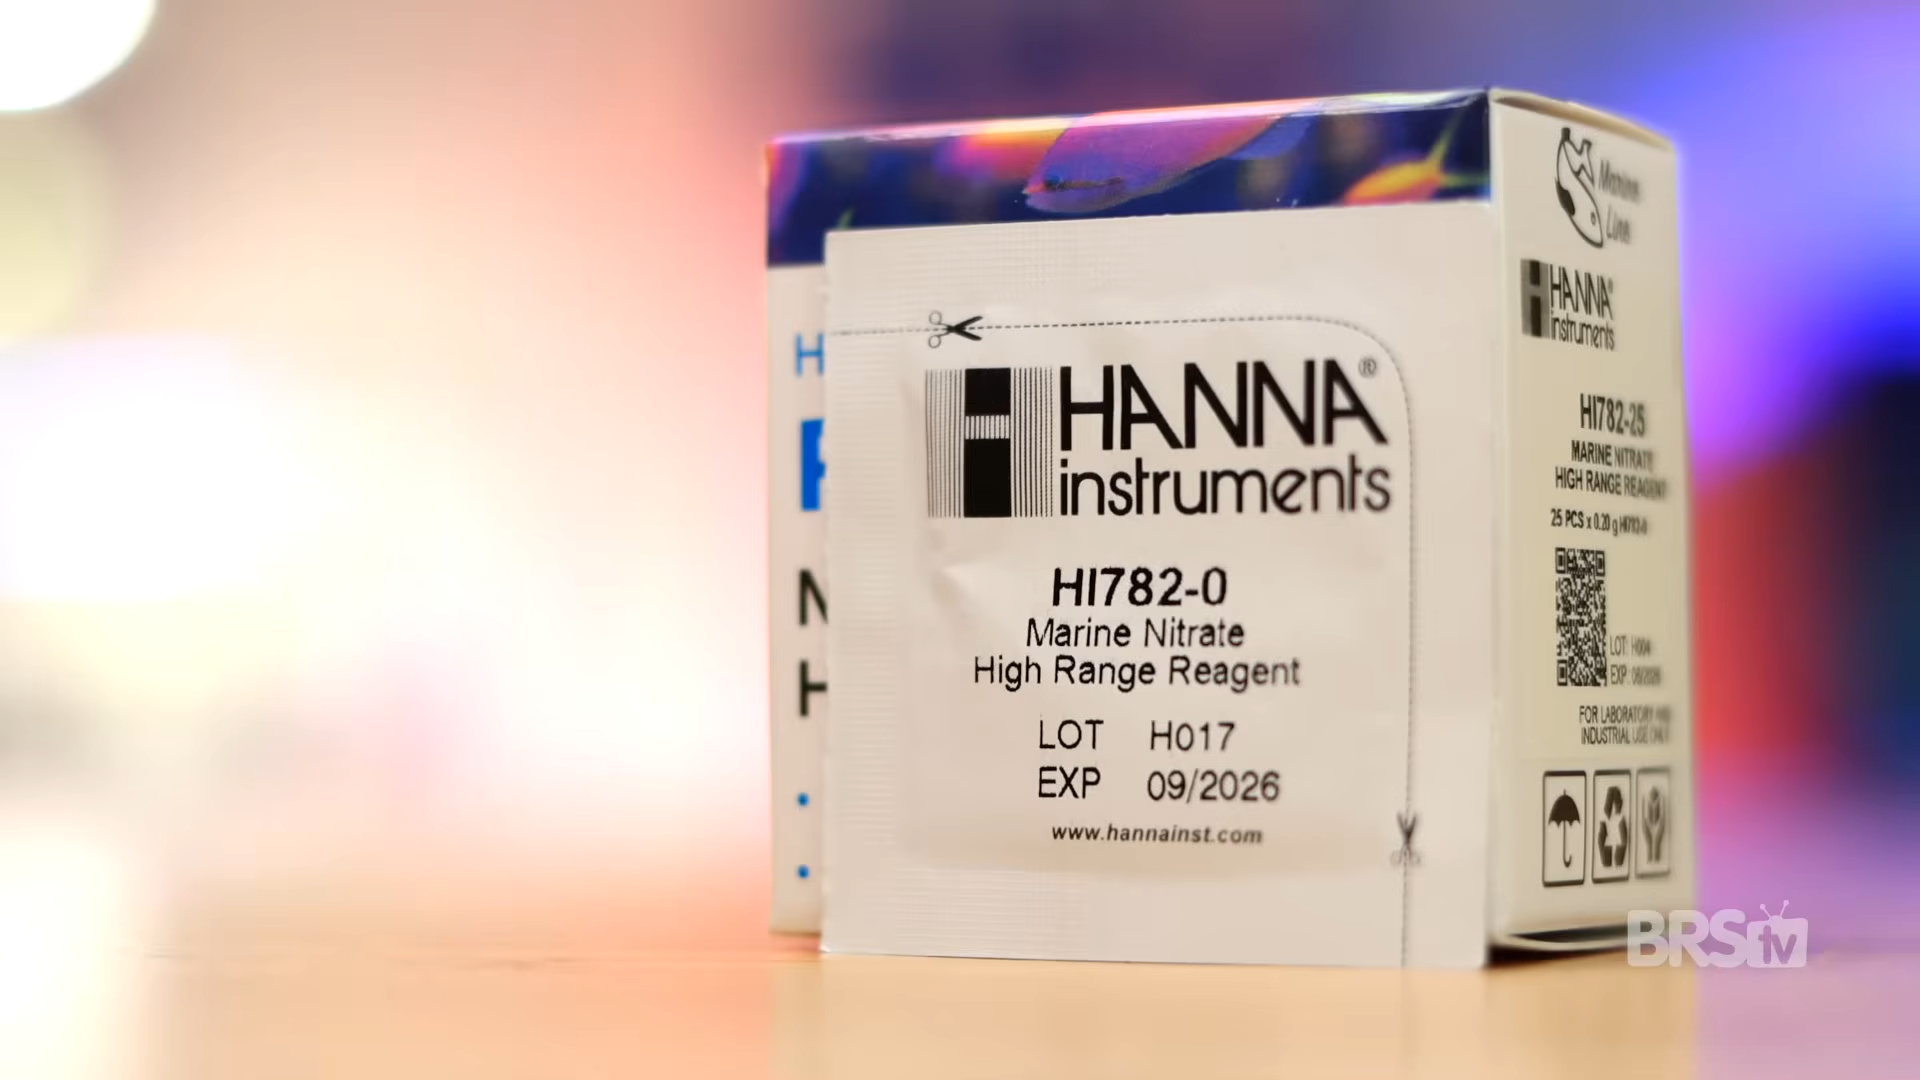 HANNA®
instruments
HI782-0
Marine Nitrate
High Range Reagent
LOT H017
EXP 09/2026
www.hannainst.com
Marine
Line
HANNA®
instruments
HI782-25
MARINE NITRATE
HIGH RANGE REAGENT
25 PCS x 0.20 g
LOT: H004
EXP: 09/2026
FOR LABORATORY AND
INDUSTRIAL USE ONLY
BRStv